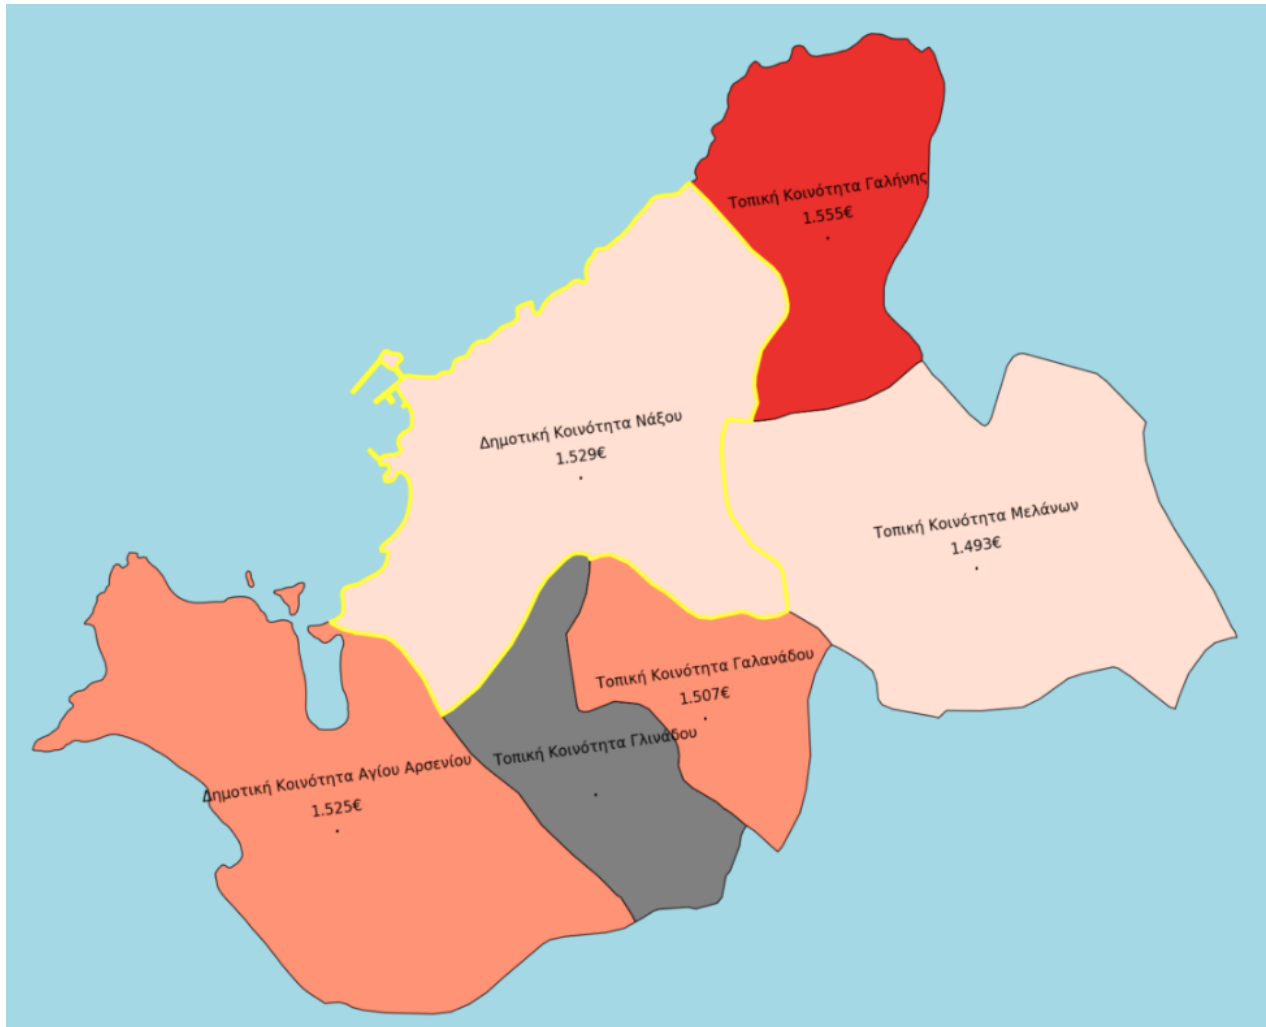 Τοπική Κοινότητα Γαλήνης
1.555€
Δημοτική Κοινότητα Νάξου
1.529€
Τοπική Κοινότητα Μελάνων
1.493€
Τοπική Κοινότητα Γαλανάδου
1.507€
Τοπική Κοινότητα Γλινάδου
Δημοτική Κοινότητα Αγίου Αρσενίου
1.525€